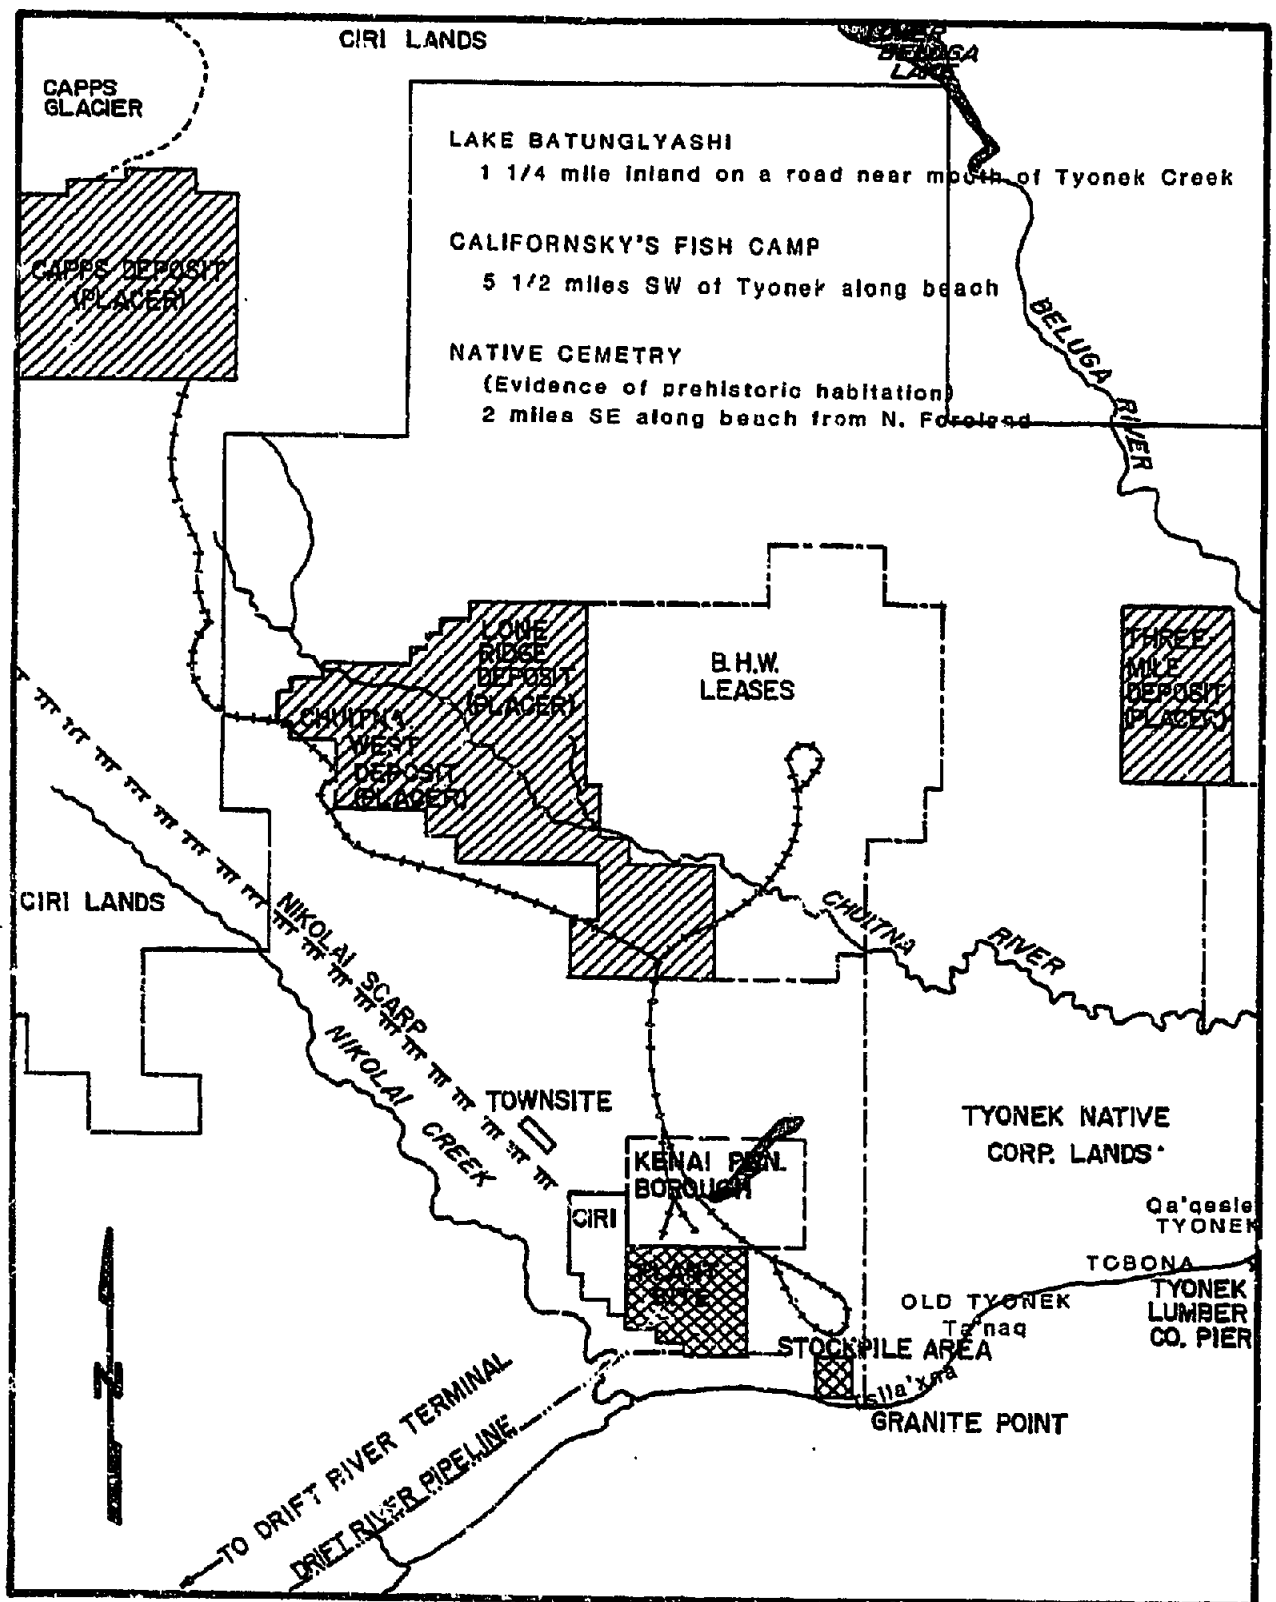 CIRI LANDS
LOWER
BELUGA
LAKE
CAPPS
GLACIER
LAKE BATUNGLYASHI
1 1/4 mile inland on a road near mouth of Tyonek Creek
CALIFORNSKY'S FISH CAMP
5 1/2 miles SW of Tyonek along beach
NATIVE CEMETRY
(Evidence of prehistoric habitation)
2 miles SE along beach from N. Foreland
CAPPS DEPOSIT
(PLACER)
BELUGA
RIVER
LONE
RIDGE
DEPOSIT
(PLACER)
B.H.W.
LEASES
THREE-
MILE
DEPOSIT
(PLACER)
CHUITNA
WEST
DEPOSIT
(PLACER)
CIRI LANDS
NIKOLAI SCARP
CHUITNA
RIVER
NIKOLAI CREEK
TOWNSITE
TYONEK NATIVE
CORP. LANDS
KENAI PEN.
BOROUGH
CIRI
PLANT
SITE
Qa'qesle
TYONEK
TOBONA
TYONEK
LUMBER
CO. PIER
OLD TYONEK
Ta'naq
STOCKPILE AREA
GRANITE POINT
N
TO DRIFT RIVER TERMINAL
DRIFT RIVER PIPELINE